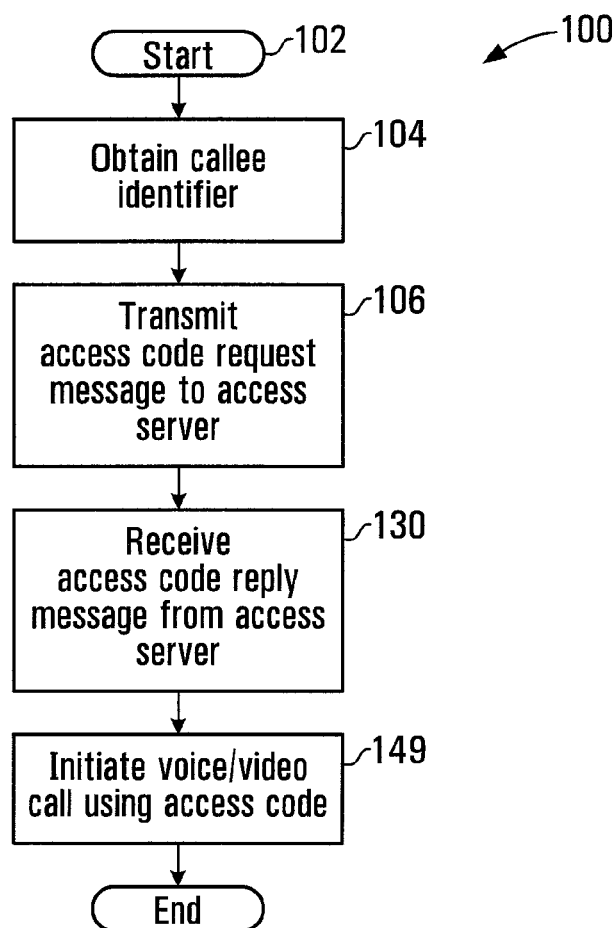 Start
102
100
Obtain callee
identifier
104
Transmit
access code request
message to access
server
106
Receive
access code reply
message from access
server
130
Initiate voice/video
call using access code
149
End